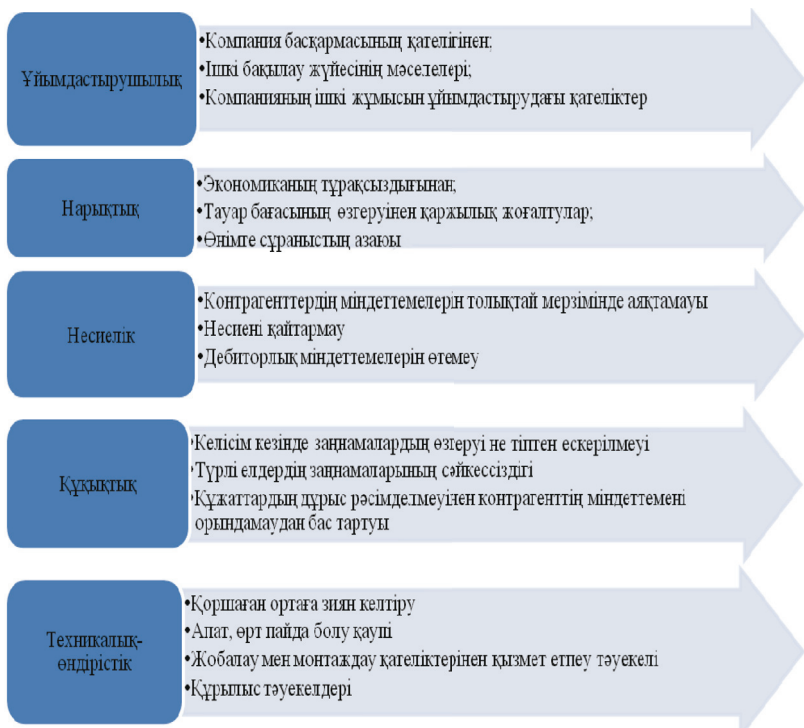 Ұйымдастырушылық
•Компания басқармасының қателігінен;
•Ішкі бақылау жүйесінің мәселелері;
•Компанияның ішкі жұмысын ұйымдастырудағы қателіктер
Нарықтық
•Экономиканың тұрақсыздығынан;
•Тауар бағасының өзгеруінен қаржылық жоғалтулар;
•Өнімге сұраныстың азаюы
Несиелік
•Контрагенттердің міндеттемелерін толықтай мерзімінде аяқтамауы
•Несиені қайтармау
•Дебиторлық міндеттемелерін өтемеу
Құқықтық
•Келісім кезінде заңнамалардың өзгеруі не тіптен ескерілмеуі
•Түрлі елдердің заңнамаларының сәйкессіздігі
•Құжаттардың дұрыс рәсімделмеуінен контрагенттің міндеттемені
орындамаудан бас тартуы
Техникалық-
өндірістік
•Қоршаған ортаға зиян келтіру
•Апат, өрт пайда болу қаупі
•Жобалау мен монтаждау қателіктерінен қызмет етпеу тәуекелі
•Құрылыс тәуекелдері